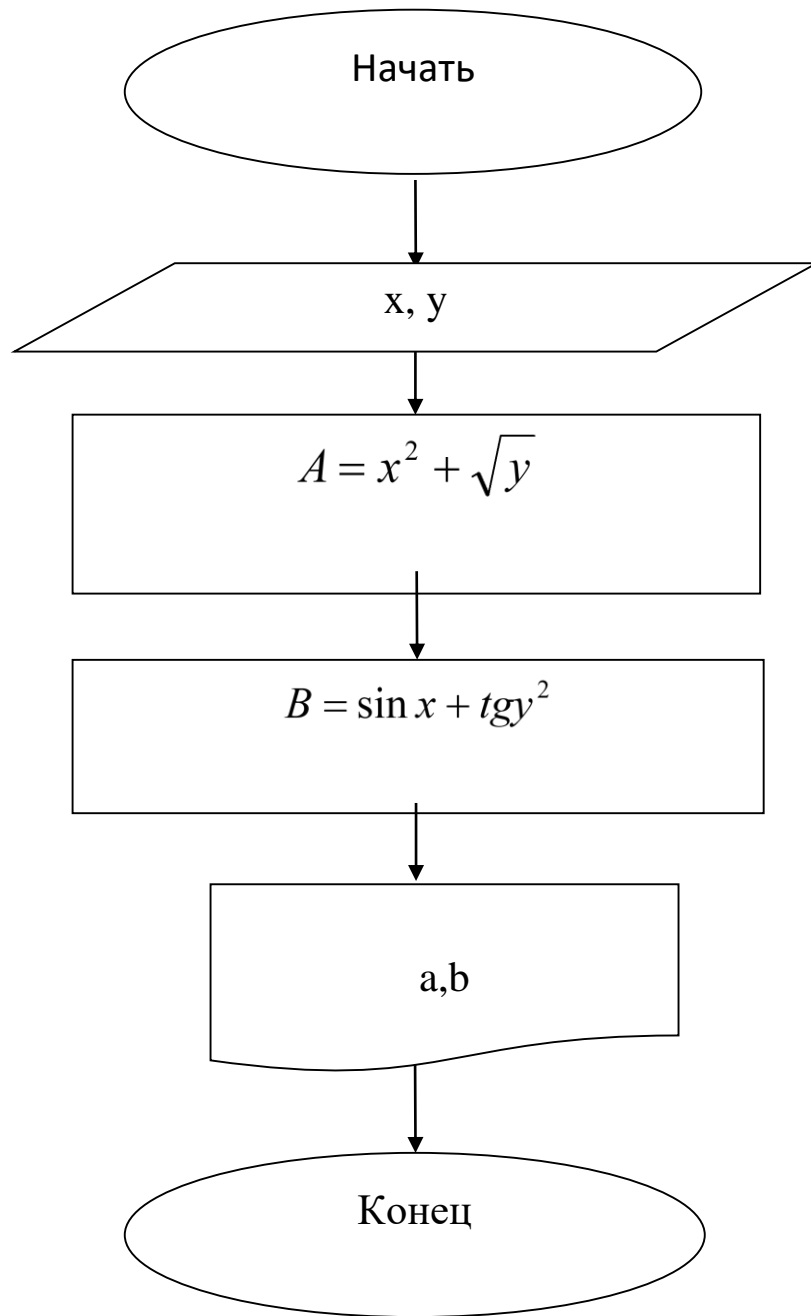 Начать
x, y
A = x² + √y
B = sin x + tgy²
a,b
Конец